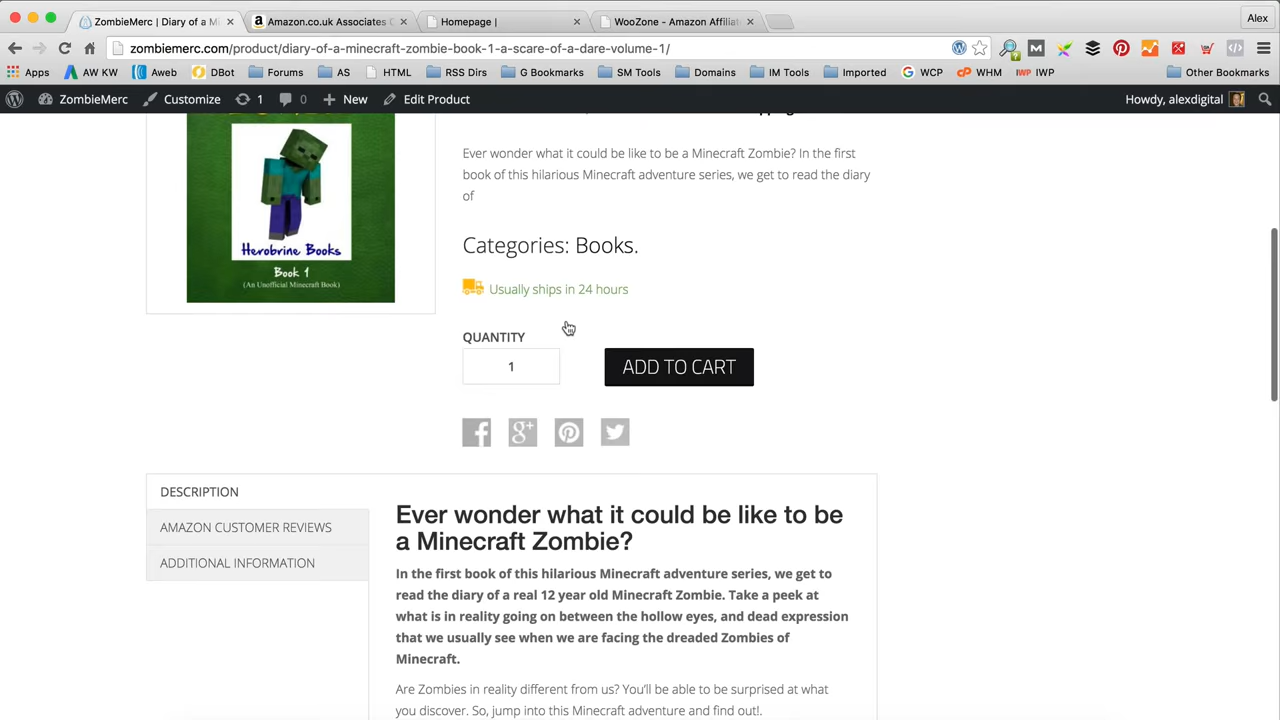 ZombieMerc | Diary of a M
Amazon.co.uk Associates C
Homepage |
WooZone - Amazon Affiliat
Alex
zombiemerc.com/product/diary-of-a-minecraft-zombie-book-1-a-scare-of-a-dare-volume-1/
Apps AW KW Aweb DBot Forums AS HTML RSS Dirs G Bookmarks SM Tools Domains IM Tools Imported WCP WHM IWP IWP Other Bookmarks
ZombieMerc Customize 1 0 New Edit Product Howdy, alexdigital
Ever wonder what it could be like to be a Minecraft Zombie? In the first
book of this hilarious Minecraft adventure series, we get to read the diary
of
Herobrine Books
Book 1
(An Unofficial Minecraft Book)
Categories: Books.
Usually ships in 24 hours
QUANTITY
1
ADD TO CART
DESCRIPTION
AMAZON CUSTOMER REVIEWS
ADDITIONAL INFORMATION
Ever wonder what it could be like to be
a Minecraft Zombie?
In the first book of this hilarious Minecraft adventure series, we get to
read the diary of a real 12 year old Minecraft Zombie. Take a peek at
what is in reality going on between the hollow eyes, and dead expression
that we usually see when we are facing the dreaded Zombies of
Minecraft.
Are Zombies in reality different from us? You'll be able to be surprised at what
you discover. So, jump into this Minecraft adventure and find out!.